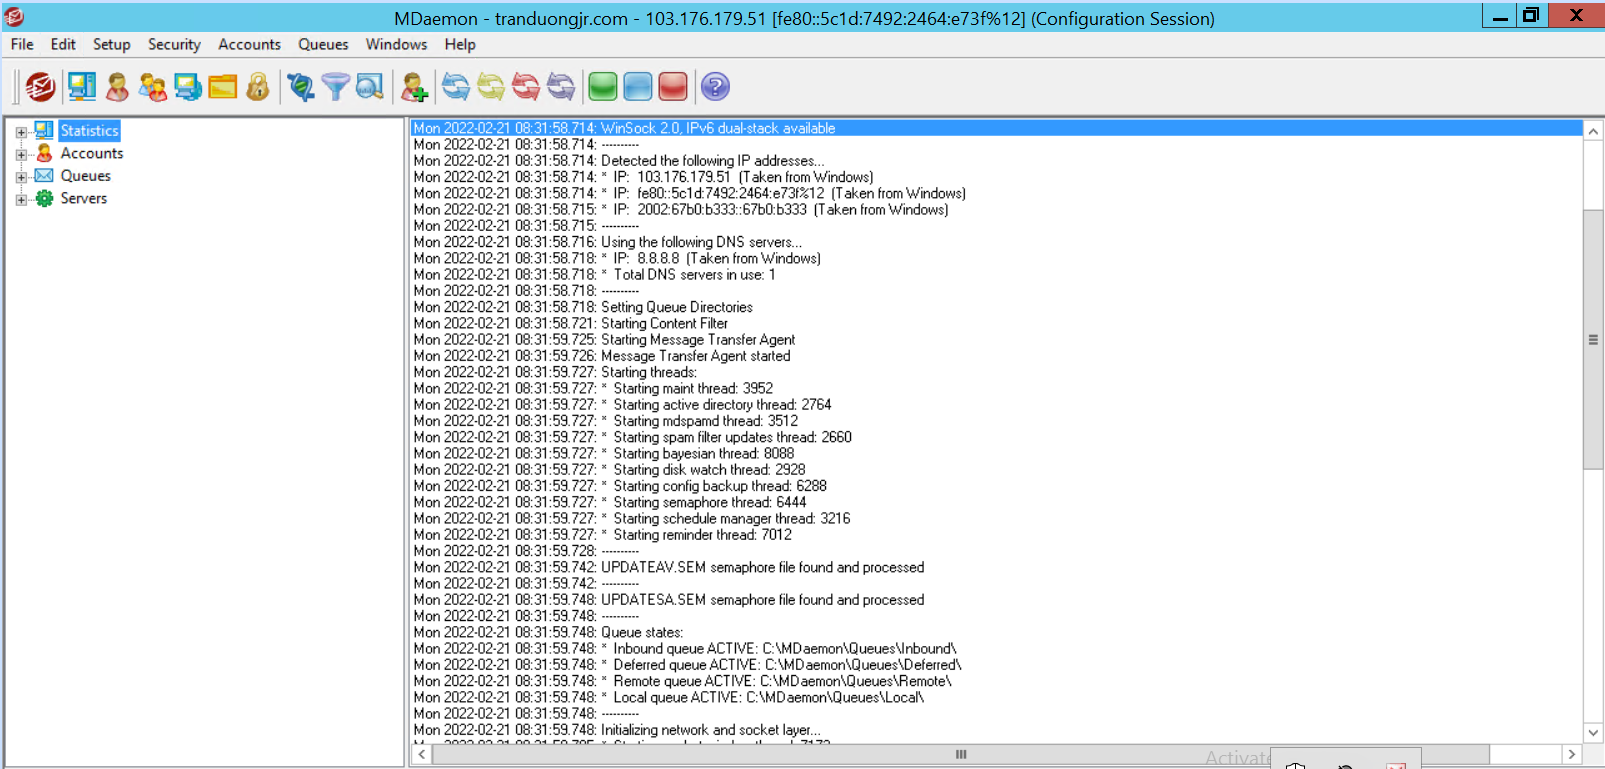 MDaemon - tranduongjr.com - 103.176.179.51 [fe80::5c1d:7492:2464:e73f%12] (Configuration Session)
File Edit Setup Security Accounts Queues Windows Help
Statistics
Accounts
Queues
Servers
Mon 2022-02-21 08:31:58.714: WinSock 2.0, IPv6 dual-stack available
Mon 2022-02-21 08:31:58.714: ----------
Mon 2022-02-21 08:31:58.714: Detected the following IP addresses...
Mon 2022-02-21 08:31:58.714: * IP: 103.176.179.51 (Taken from Windows)
Mon 2022-02-21 08:31:58.714: * IP: fe80::5c1d:7492:2464:e73f%12 (Taken from Windows)
Mon 2022-02-21 08:31:58.715: * IP: 2002:67b0:b333::67b0:b333 (Taken from Windows)
Mon 2022-02-21 08:31:58.715: ----------
Mon 2022-02-21 08:31:58.716: Using the following DNS servers...
Mon 2022-02-21 08:31:58.718: * IP: 8.8.8.8 (Taken from Windows)
Mon 2022-02-21 08:31:58.718: * Total DNS servers in use: 1
Mon 2022-02-21 08:31:58.718: ----------
Mon 2022-02-21 08:31:58.718: Setting Queue Directories
Mon 2022-02-21 08:31:58.721: Starting Content Filter
Mon 2022-02-21 08:31:59.725: Starting Message Transfer Agent
Mon 2022-02-21 08:31:59.726: Message Transfer Agent started
Mon 2022-02-21 08:31:59.727: Starting threads:
Mon 2022-02-21 08:31:59.727: * Starting maint thread: 3952
Mon 2022-02-21 08:31:59.727: * Starting active directory thread: 2764
Mon 2022-02-21 08:31:59.727: * Starting mdspamd thread: 3512
Mon 2022-02-21 08:31:59.727: * Starting spam filter updates thread: 2660
Mon 2022-02-21 08:31:59.727: * Starting bayesian thread: 8088
Mon 2022-02-21 08:31:59.727: * Starting disk watch thread: 2928
Mon 2022-02-21 08:31:59.727: * Starting config backup thread: 6288
Mon 2022-02-21 08:31:59.727: * Starting semaphore thread: 6444
Mon 2022-02-21 08:31:59.727: * Starting schedule manager thread: 3216
Mon 2022-02-21 08:31:59.727: * Starting reminder thread: 7012
Mon 2022-02-21 08:31:59.728: ----------
Mon 2022-02-21 08:31:59.742: UPDATEAV.SEM semaphore file found and processed
Mon 2022-02-21 08:31:59.742: ----------
Mon 2022-02-21 08:31:59.748: UPDATESA.SEM semaphore file found and processed
Mon 2022-02-21 08:31:59.748: ----------
Mon 2022-02-21 08:31:59.748: Queue states:
Mon 2022-02-21 08:31:59.748: * Inbound queue ACTIVE: C:\MDaemon\Queues\Inbound\
Mon 2022-02-21 08:31:59.748: * Deferred queue ACTIVE: C:\MDaemon\Queues\Deferred\
Mon 2022-02-21 08:31:59.748: * Remote queue ACTIVE: C:\MDaemon\Queues\Remote\
Mon 2022-02-21 08:31:59.748: * Local queue ACTIVE: C:\MDaemon\Queues\Local\
Mon 2022-02-21 08:31:59.748: ----------
Mon 2022-02-21 08:31:59.748: Initializing network and socket layer...
Activate